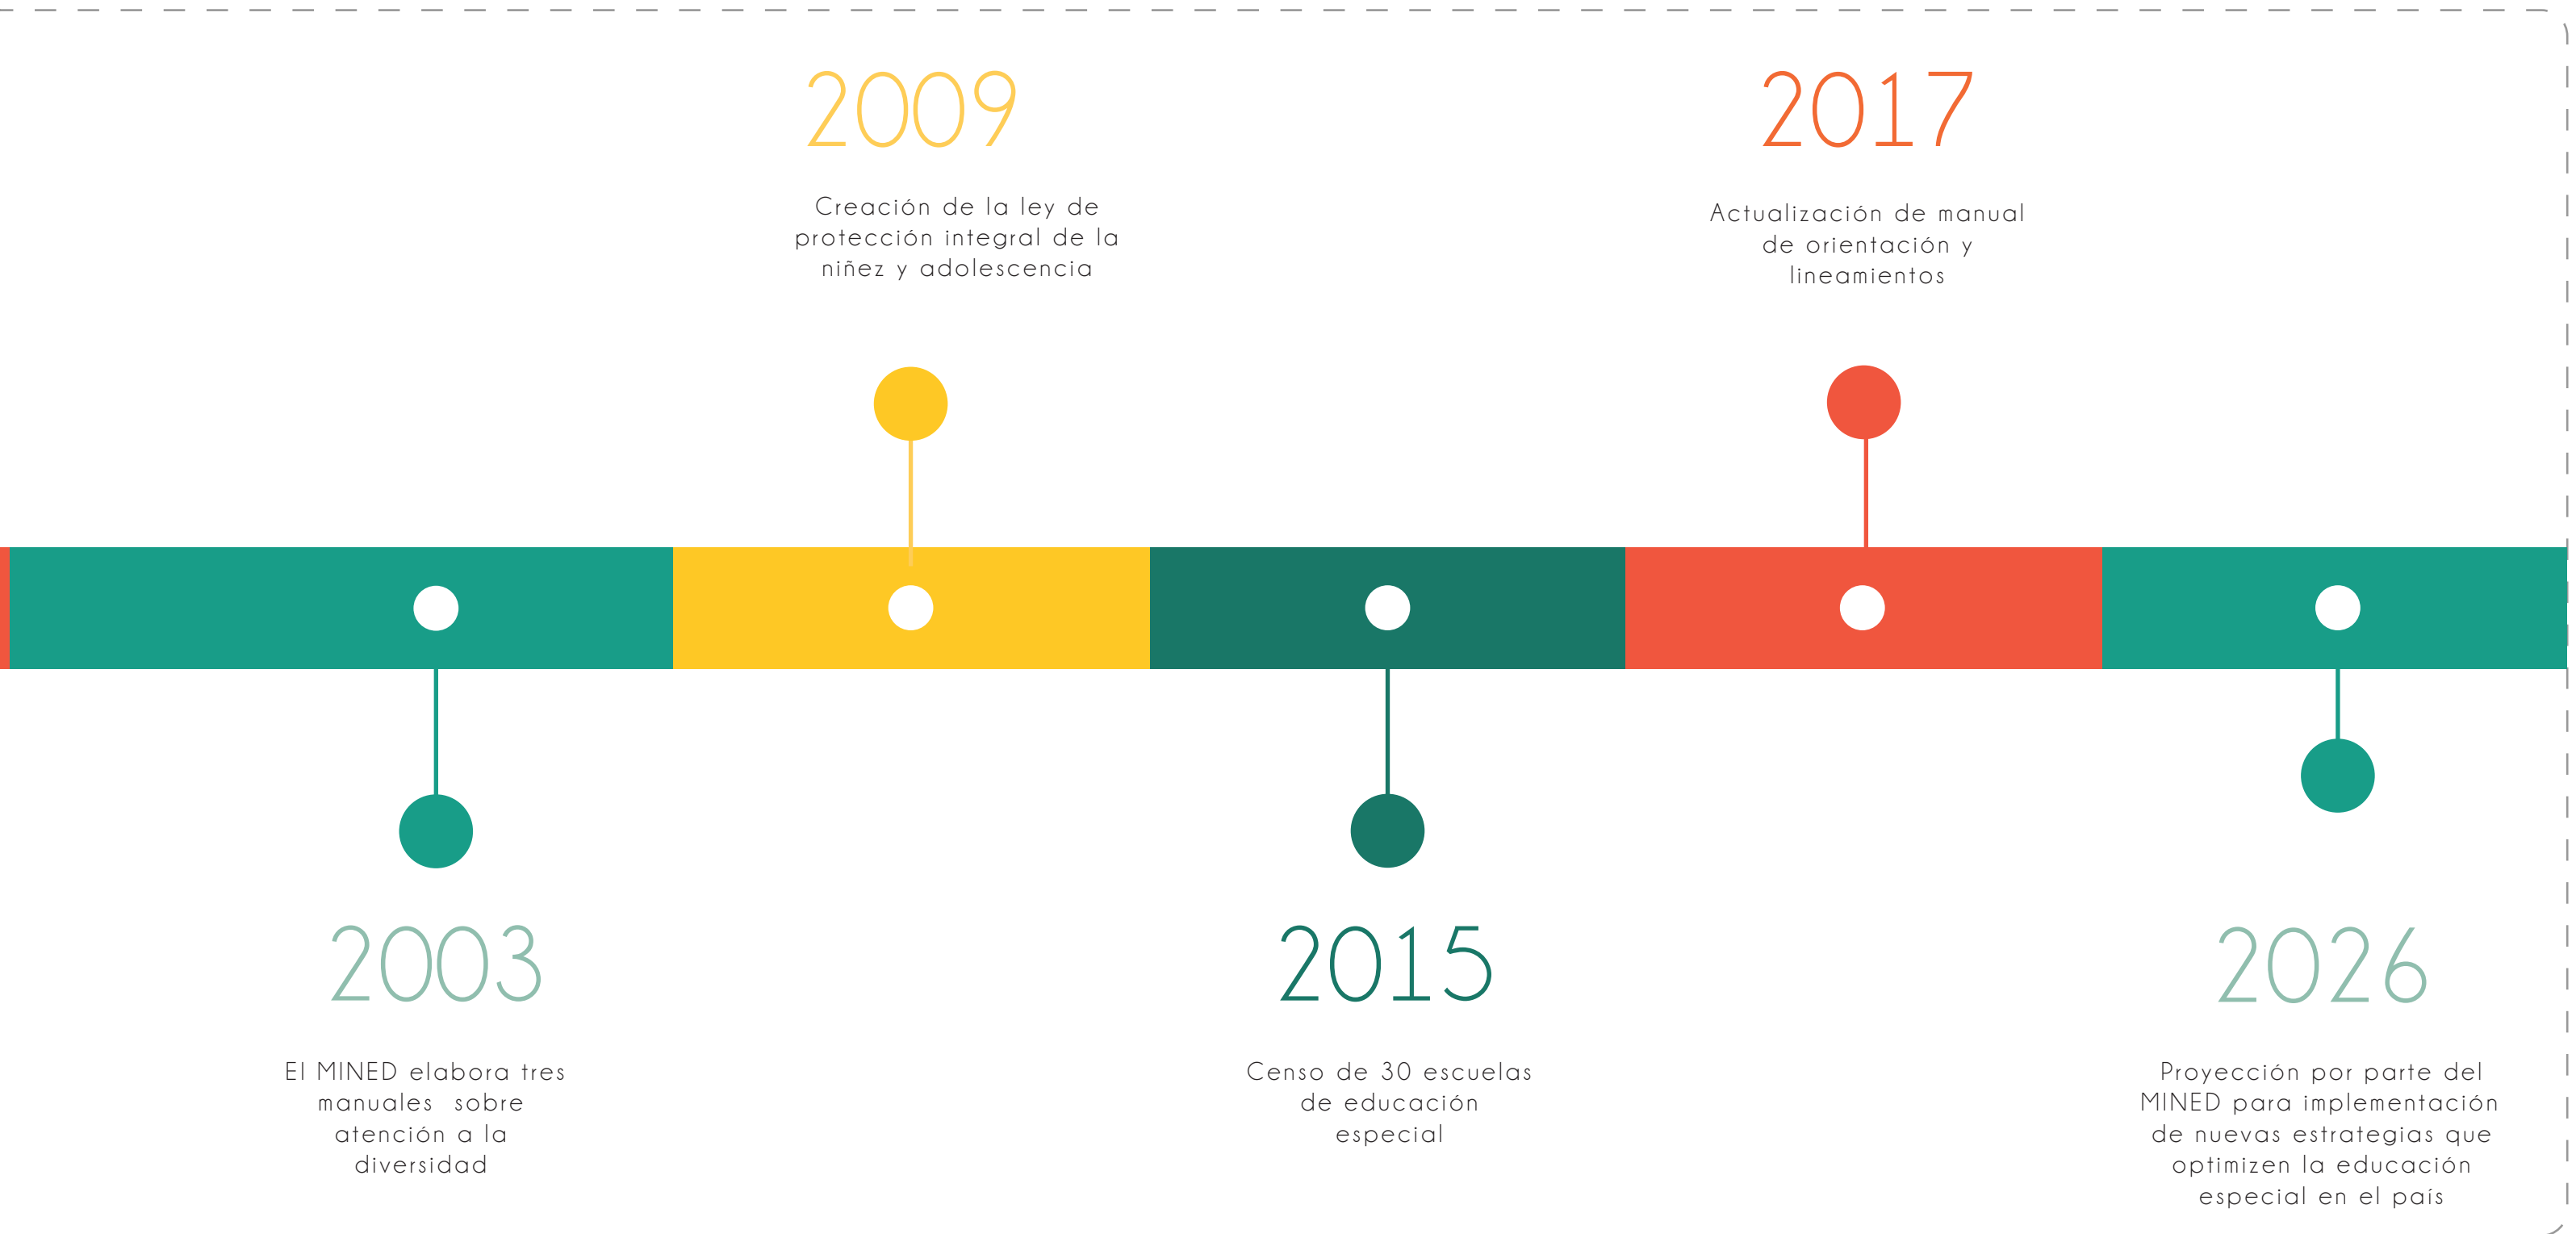 2003
El MINED elabora tres
manuales sobre
atención a la
diversidad
2009
Creación de la ley de
protección integral de la
niñez y adolescencia
2015
Censo de 30 escuelas
de educación
especial
2017
Actualización de manual
de orientación y
lineamientos
2026
Proyección por parte del
MINED para implementación
de nuevas estrategias que
optimizen la educación
especial en el país